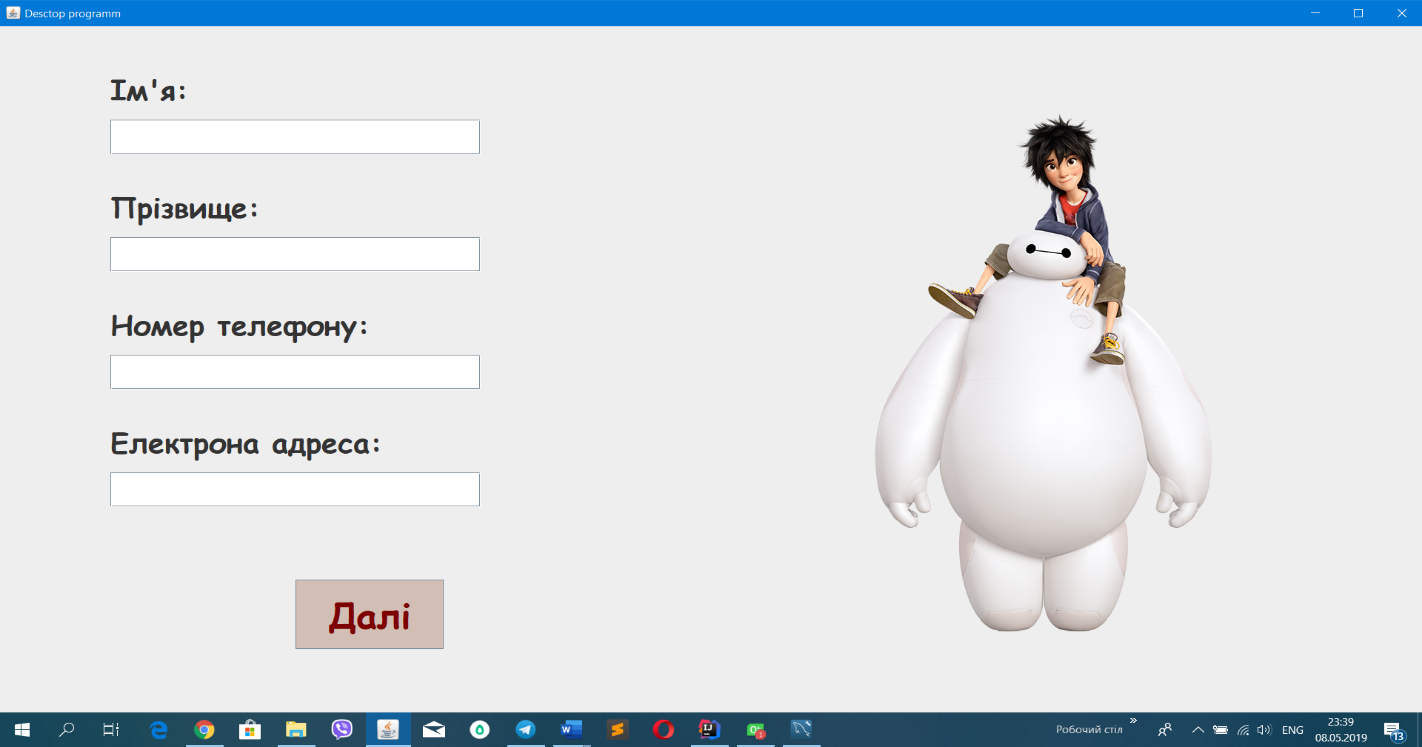 Desctop programm
Ім'я:
Прізвище:
Номер телефону:
Електрона адреса:
Далі
Робочий стіл
ENG
23:39
08.05.2019
13